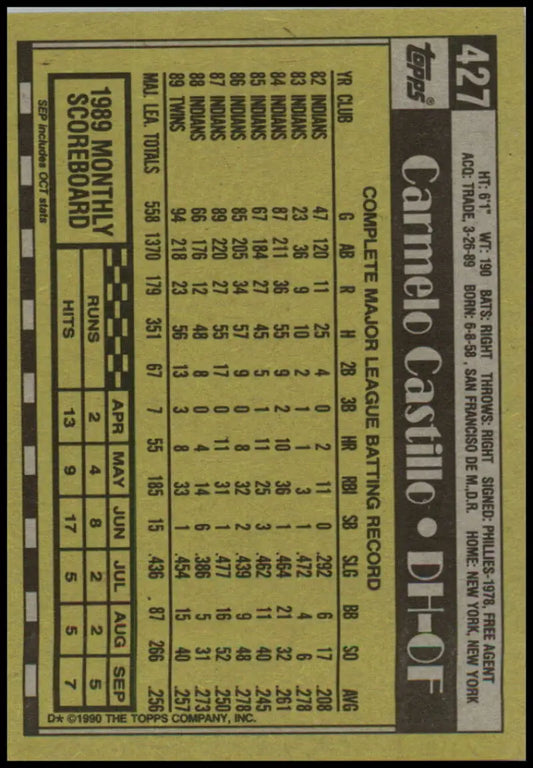 427
HT: 6'1" WT: 190 BATS: RIGHT THROWS: RIGHT SIGNED: PHILLIES-1978, FREE AGENT
ACQ: TRADE, 3-26-89 BORN: 6-8-58, SAN FRANCISO DE M.,D.R. HOME: NEW YORK, NEW YORK
topps®
Carmelo Castillo • DH-OF
COMPLETE MAJOR LEAGUE BATTING RECORD
YR CLUB G AB R H 2B 3B HR RBI SB SLG BB SO AVG
82 INDIANS 47 120 11 25 4 0 2 11 0 .292 6 17 .208
83 INDIANS 23 36 9 10 2 1 1 3 1 .472 4 6 .278
84 INDIANS 87 211 36 55 9 2 10 36 1 .464 21 32 .261
85 INDIANS 67 184 27 45 5 1 11 25 3 .462 11 40 .245
86 INDIANS 85 205 34 57 9 0 8 32 2 .439 9 48 .278
87 INDIANS 89 220 27 55 17 0 11 31 1 .477 16 52 .250
88 INDIANS 66 176 12 48 8 0 4 14 6 .386 5 31 .273
89 TWINS 94 218 23 56 13 3 8 33 1 .454 15 40 .257
MAJ. LEA. TOTALS 558 1370 179 351 67 7 55 185 15 .436 87 266 .256
1989 MONTHLY
SCOREBOARD
APR MAY JUN JUL AUG SEP
RUNS 2 4 8 2 2 5
HITS 13 9 17 5 5 7
SEP includes OCT stats
D* ©1990 THE TOPPS COMPANY, INC.